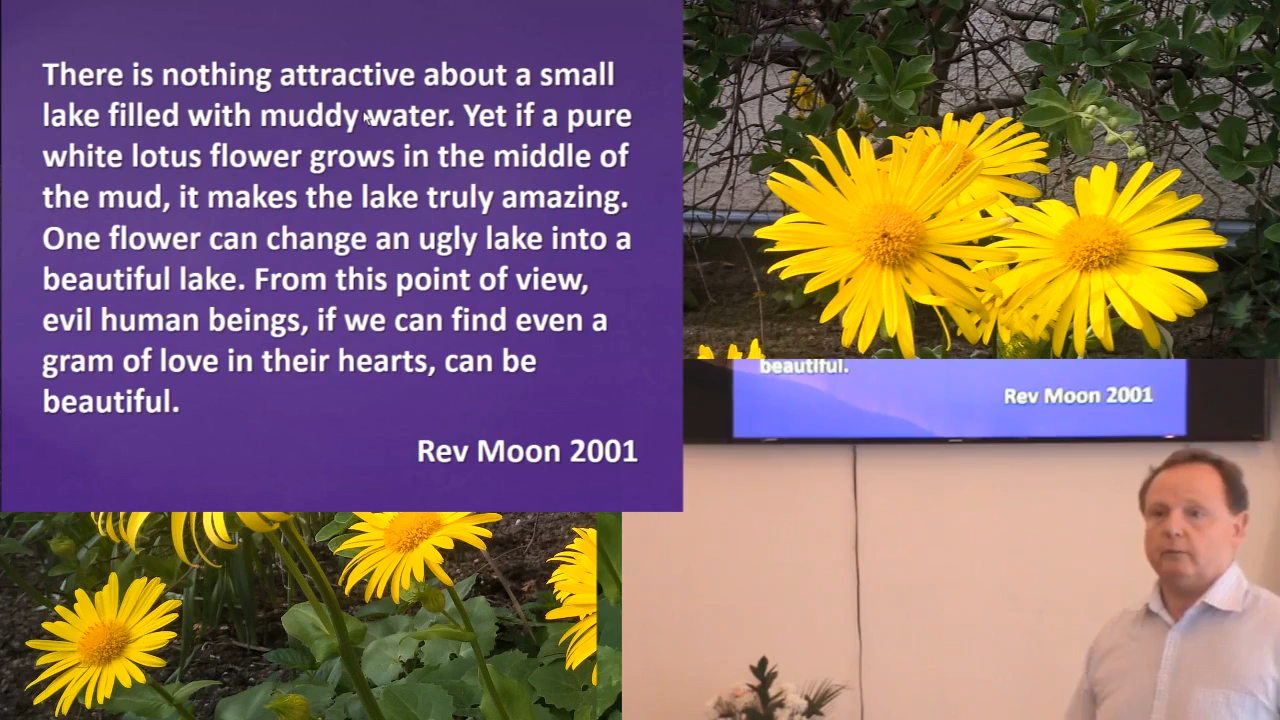 There is nothing attractive about a small
lake filled with muddy water. Yet if a pure
white lotus flower grows in the middle of
the mud, it makes the lake truly amazing.
One flower can change an ugly lake into a
beautiful lake. From this point of view,
evil human beings, if we can find even a
gram of love in their hearts, can be
beautiful.
Rev Moon 2001
beautiful.
Rev Moon 2001